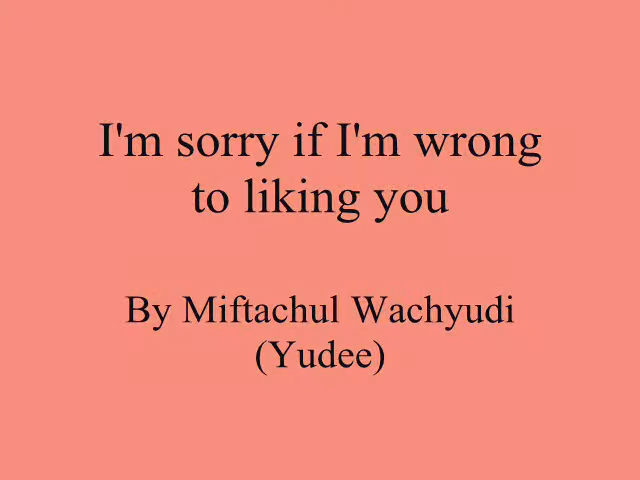 I'm sorry if I'm wrong
to liking you
By Miftachul Wachyudi
(Yudee)